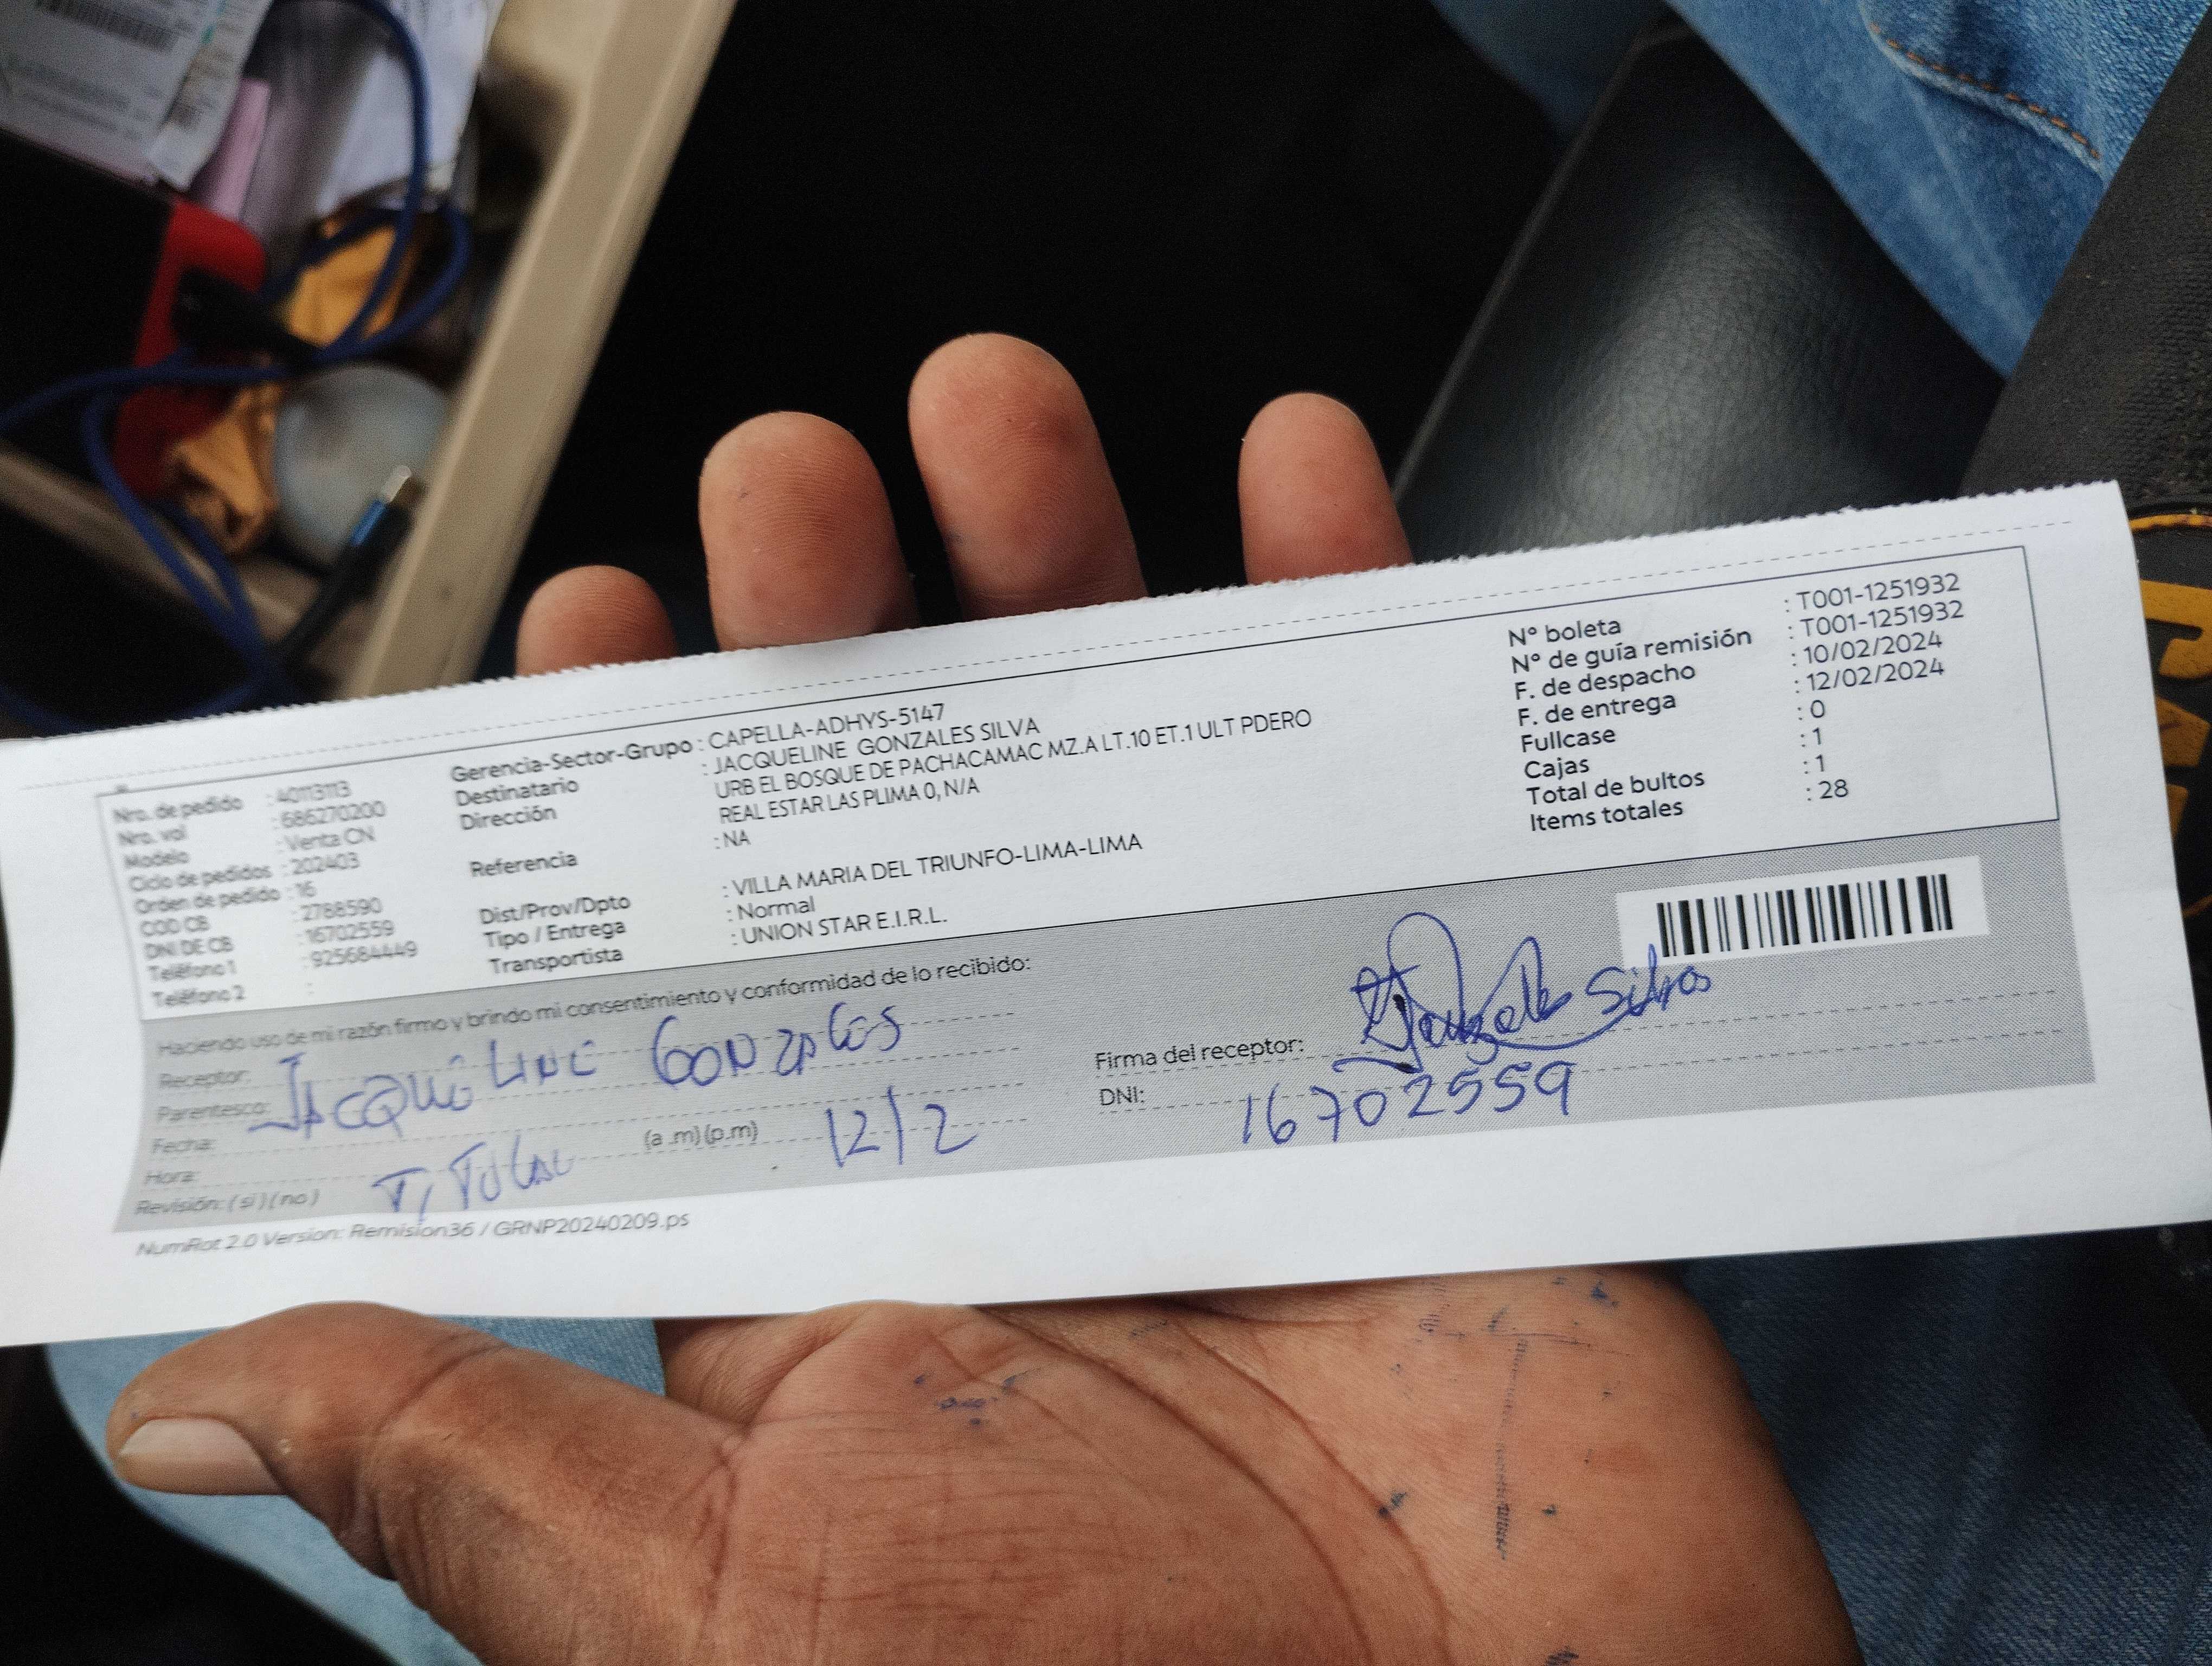 Nro. de pedido : 40113113
Nro. vol : 686270200
Modelo : Venta CN
Ciclo de pedidos : 202403
Orden de pedido : 16
COD CB : 2788590
DNI DE CB : 16702559
Teléfono 1 : 925684449
Teléfono 2 :
Gerencia-Sector-Grupo : CAPELLA-ADHYS-5147
Destinatario : JACQUELINE GONZALES SILVA
Dirección URB EL BOSQUE DE PACHACAMAC MZ.A LT.10 ET.1 ULT PDERO
REAL ESTAR LAS PLIMA 0, N/A
Referencia : NA
Dist/Prov/Dpto : VILLA MARIA DEL TRIUNFO-LIMA-LIMA
Tipo / Entrega : Normal
Transportista : UNION STAR E.I.R.L.
N° boleta : T001-1251932
N° de guía remisión : T001-1251932
F. de despacho : 10/02/2024
F. de entrega : 12/02/2024
Fullcase : 0
Cajas : 1
Total de bultos : 1
Items totales : 28
Haciendo uso de mi razón firmo y brindo mi consentimiento y conformidad de lo recibido:
Receptor: Jacqueline Gonzales
Parentesco:
Fecha:
Hora: (a .m) (p.m) 12/2
Revisión: ( si ) ( no ) Titular
Firma del receptor: Gonzales Silva
DNI: 16702559
NumRot 2.0 Version: Remision36 / GRNP20240209.ps